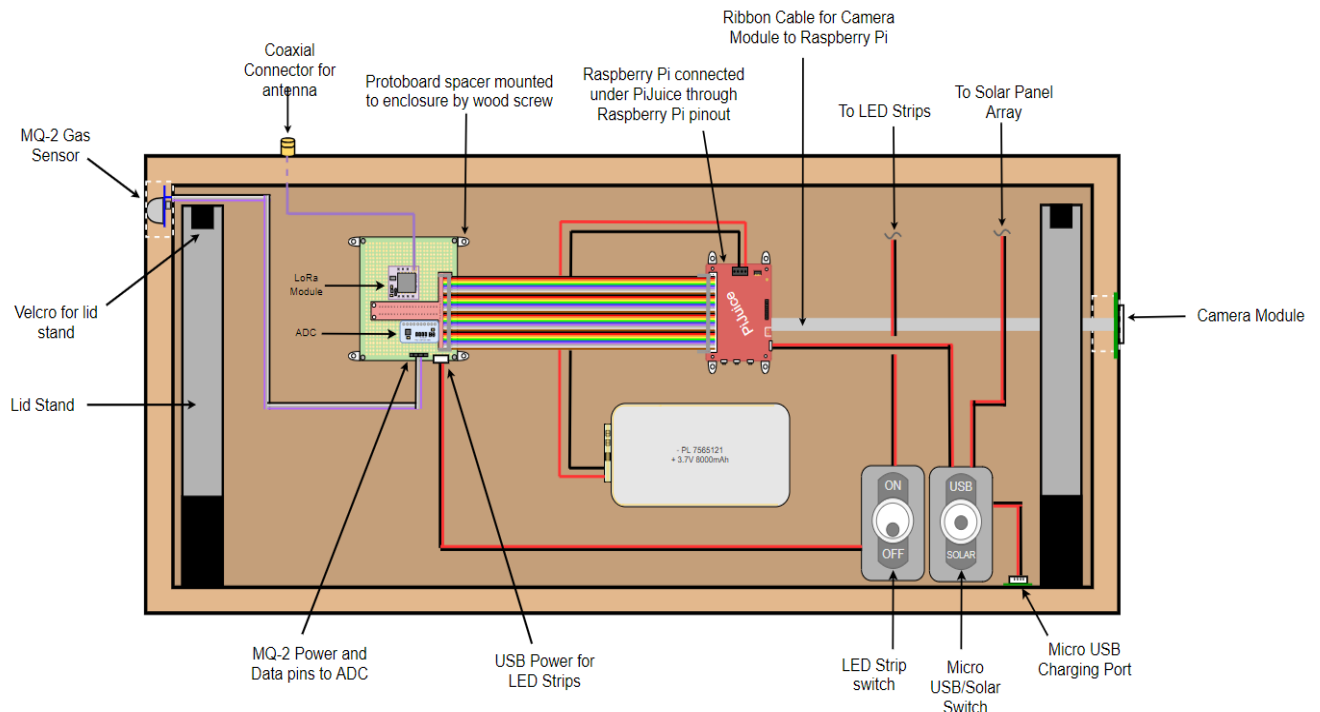 Ribbon Cable for Camera
Module to Raspberry Pi
Coaxial
Connector for
antenna
Protoboard spacer mounted
to enclosure by wood screw
Raspberry Pi connected
under PiJuice through
Raspberry Pi pinout
To LED Strips
To Solar Panel
Array
MQ-2 Gas
Sensor
LoRa
Module
ADC
PiJuice
Velcro for lid
stand
Camera Module
Lid Stand
- PL 7565121
+ 3.7V 8000mAh
ON
OFF
USB
SOLAR
MQ-2 Power and
Data pins to ADC
USB Power for
LED Strips
LED Strip
switch
Micro
USB/Solar
Switch
Micro USB
Charging Port